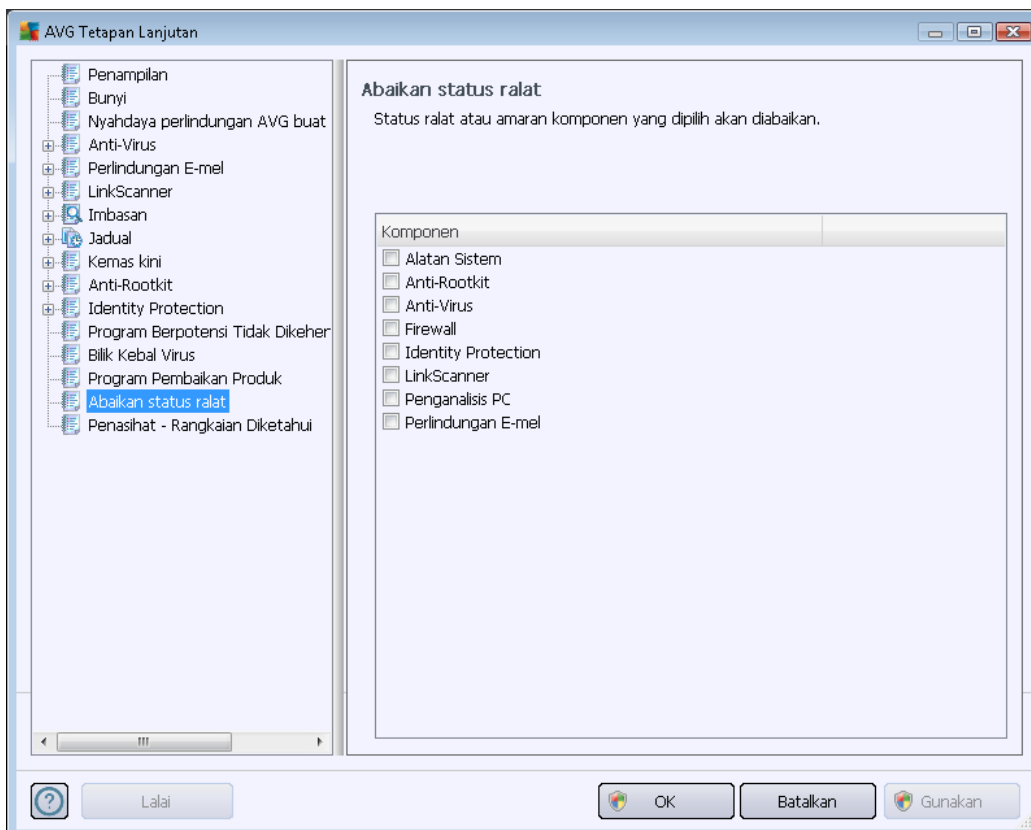 AVG Tetapan Lanjutan
Penampilan
Bunyi
Nyahdaya perlindungan AVG buat
Anti-Virus
Perlindungan E-mel
LinkScanner
Imbasan
Jadual
Kemas kini
Anti-Rootkit
Identity Protection
Program Berpotensi Tidak Dikeher
Bilik Kebal Virus
Program Pembaikan Produk
Abaikan status ralat
Penasihat - Rangkaian Diketahui
Abaikan status ralat
Status ralat atau amaran komponen yang dipilih akan diabaikan.
Komponen
Alatan Sistem
Anti-Rootkit
Anti-Virus
Firewall
Identity Protection
LinkScanner
Penganalisis PC
Perlindungan E-mel
Lalai
OK
Batalkan
Gunakan